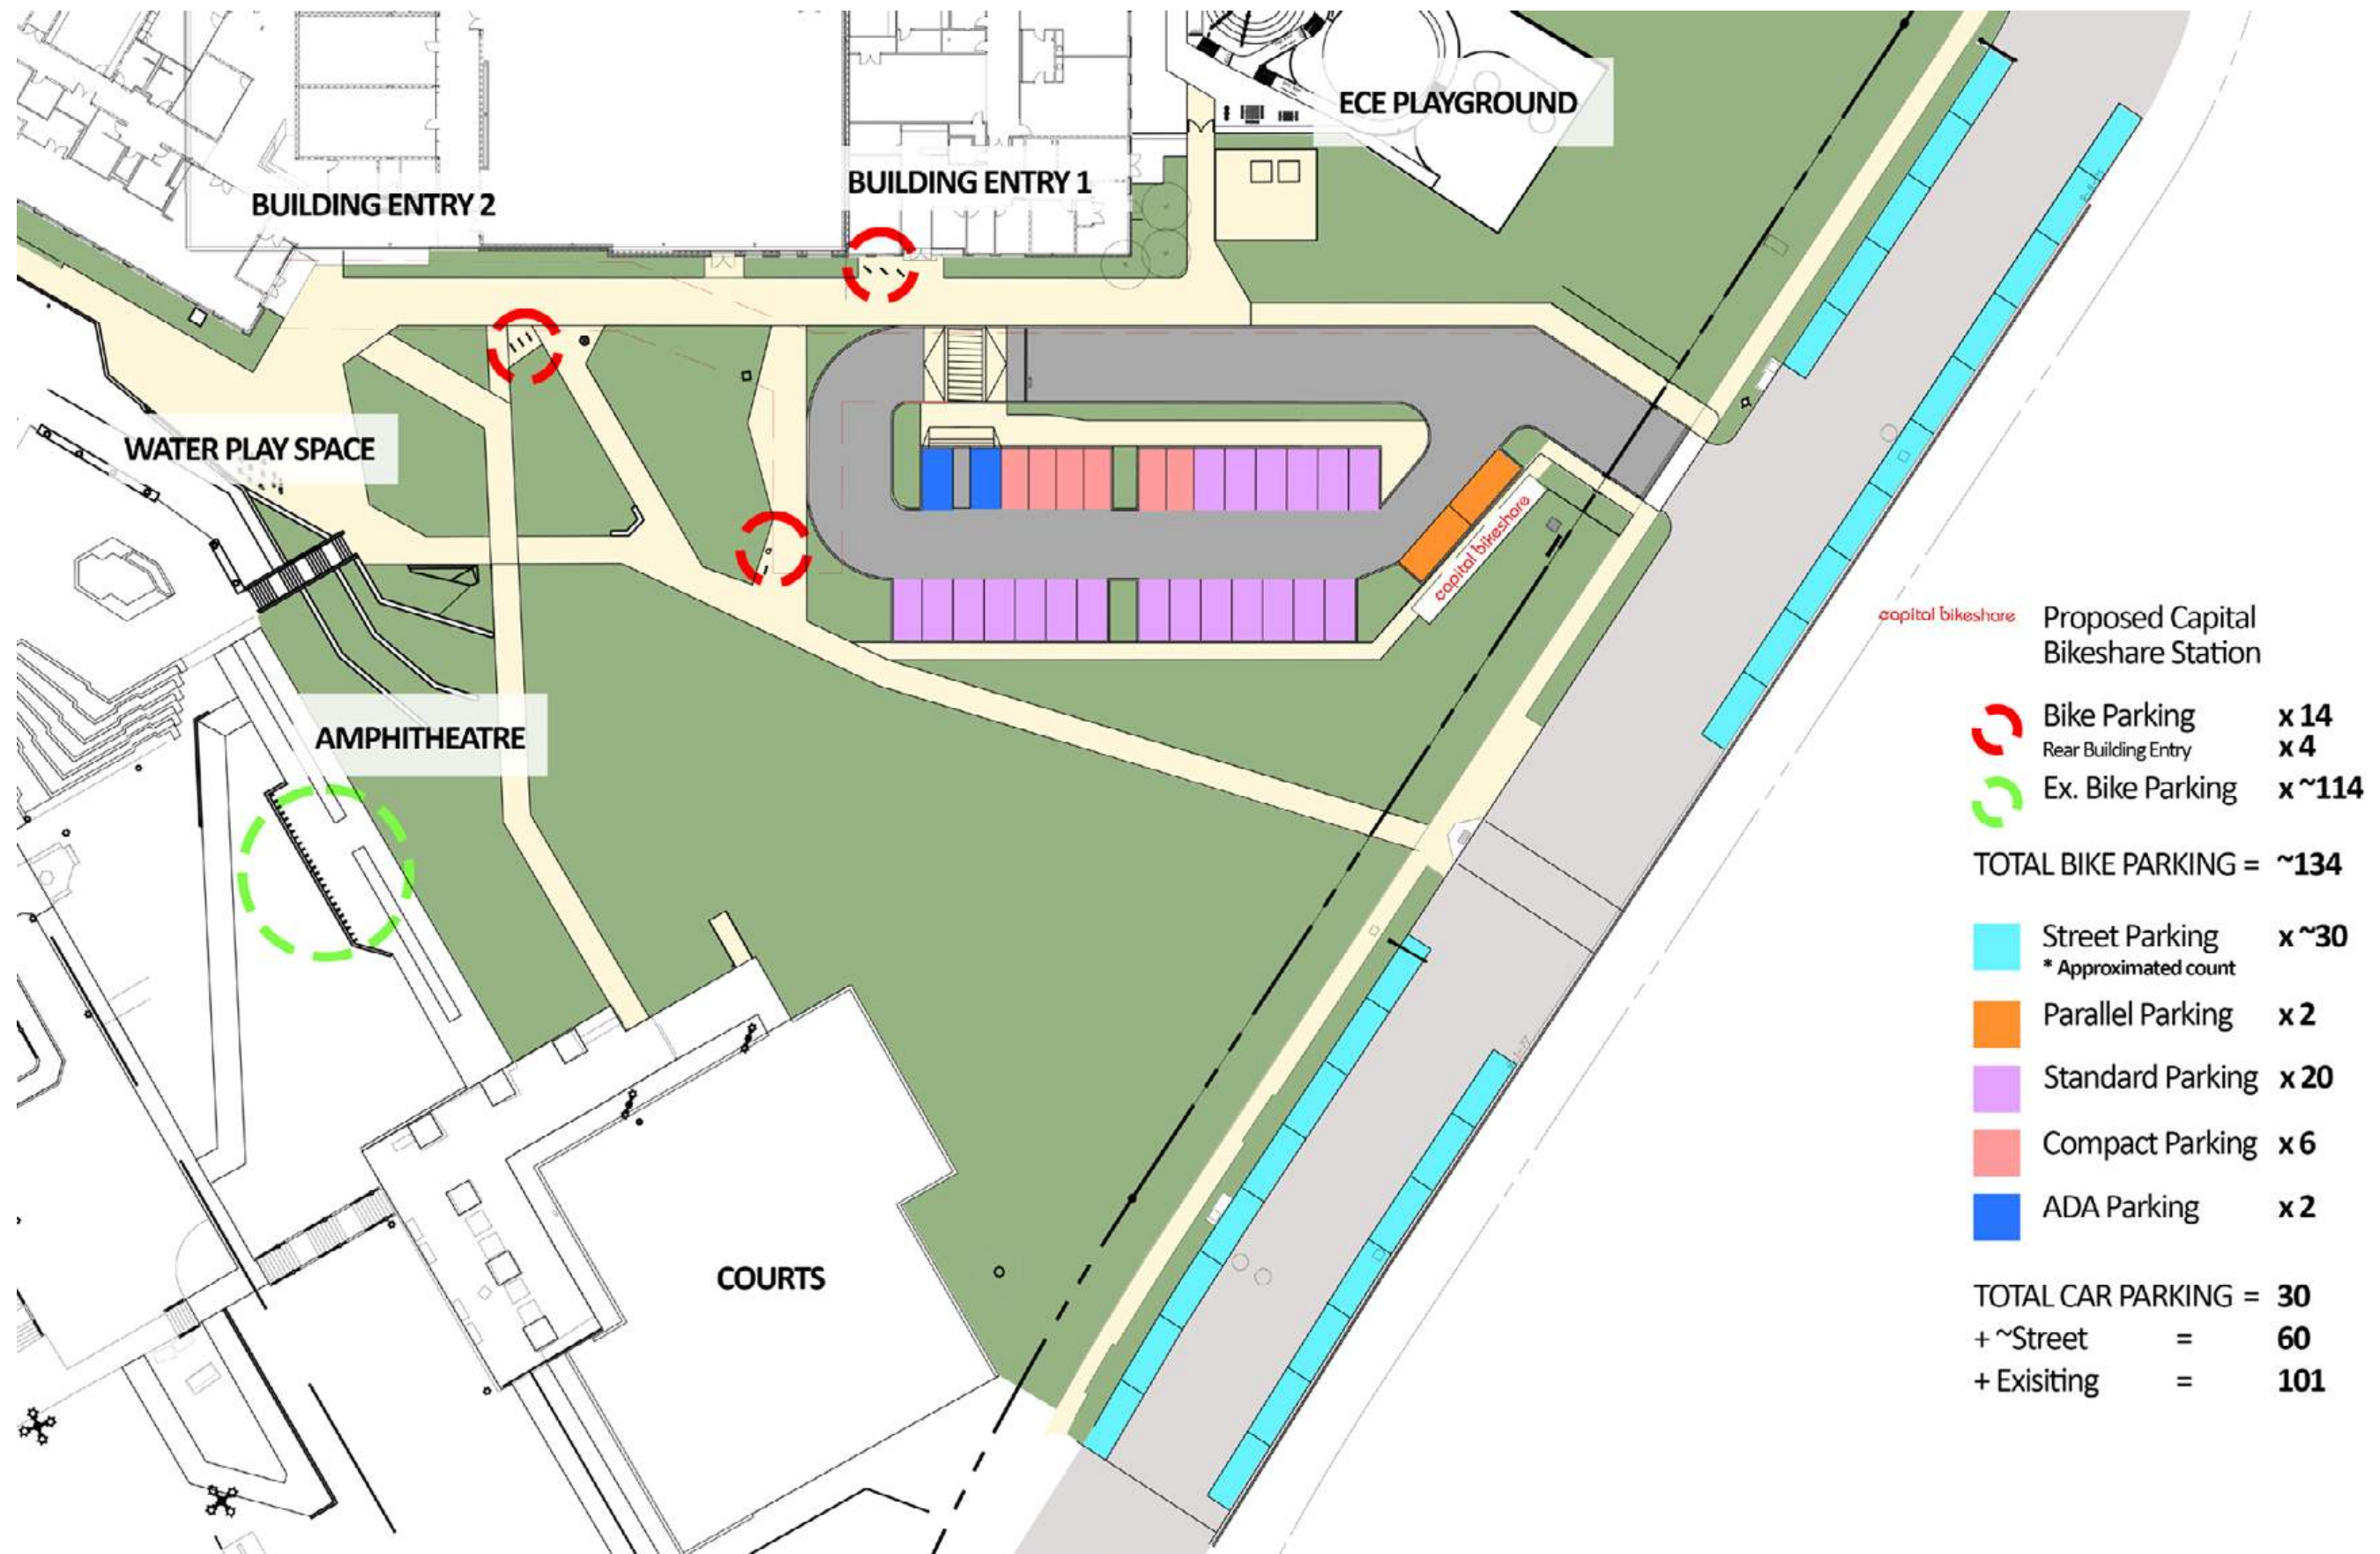 ECE PLAYGROUND
BUILDING ENTRY 1
BUILDING ENTRY 2
WATER PLAY SPACE
capital bikeshare
AMPHITHEATRE
COURTS
capital bikeshare Proposed Capital
Bikeshare Station
Bike Parking x 14
Rear Building Entry x 4
Ex. Bike Parking x ~114
TOTAL BIKE PARKING = ~134
Street Parking x ~30
* Approximated count
Parallel Parking x 2
Standard Parking x 20
Compact Parking x 6
ADA Parking x 2
TOTAL CAR PARKING = 30
+ ~Street = 60
+ Exisiting = 101